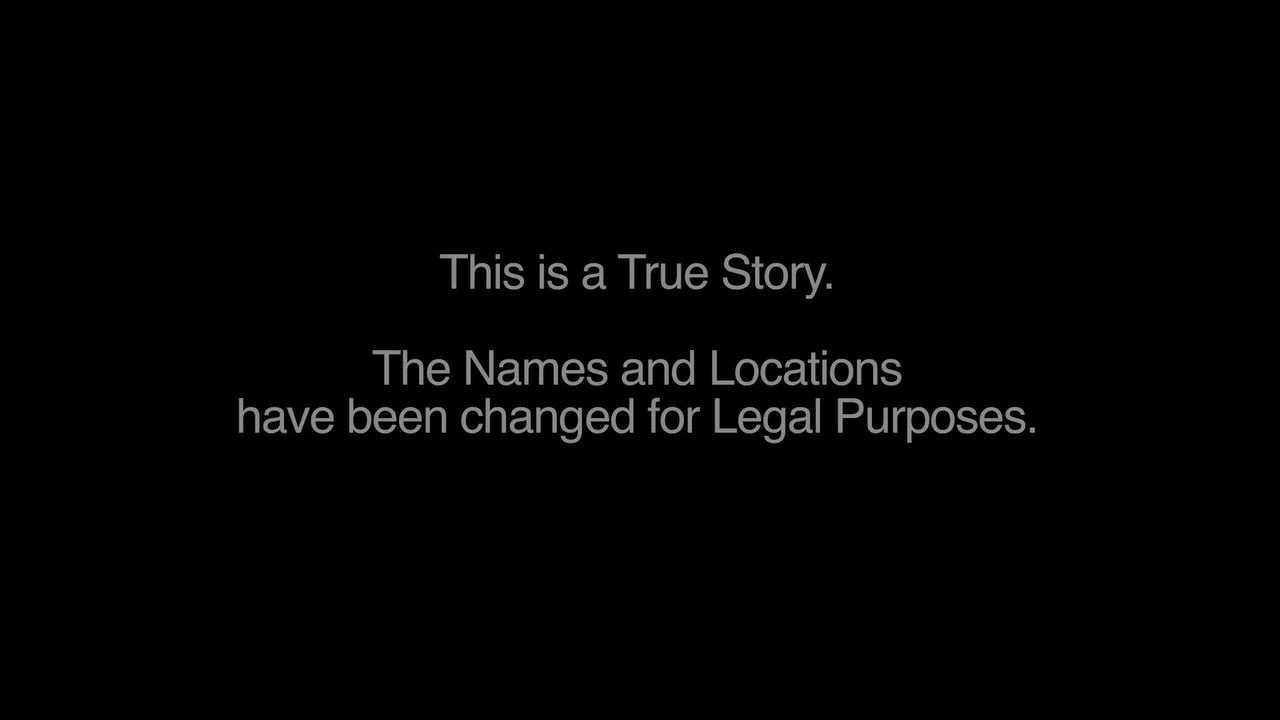 This is a True Story.
The Names and Locations
have been changed for Legal Purposes.